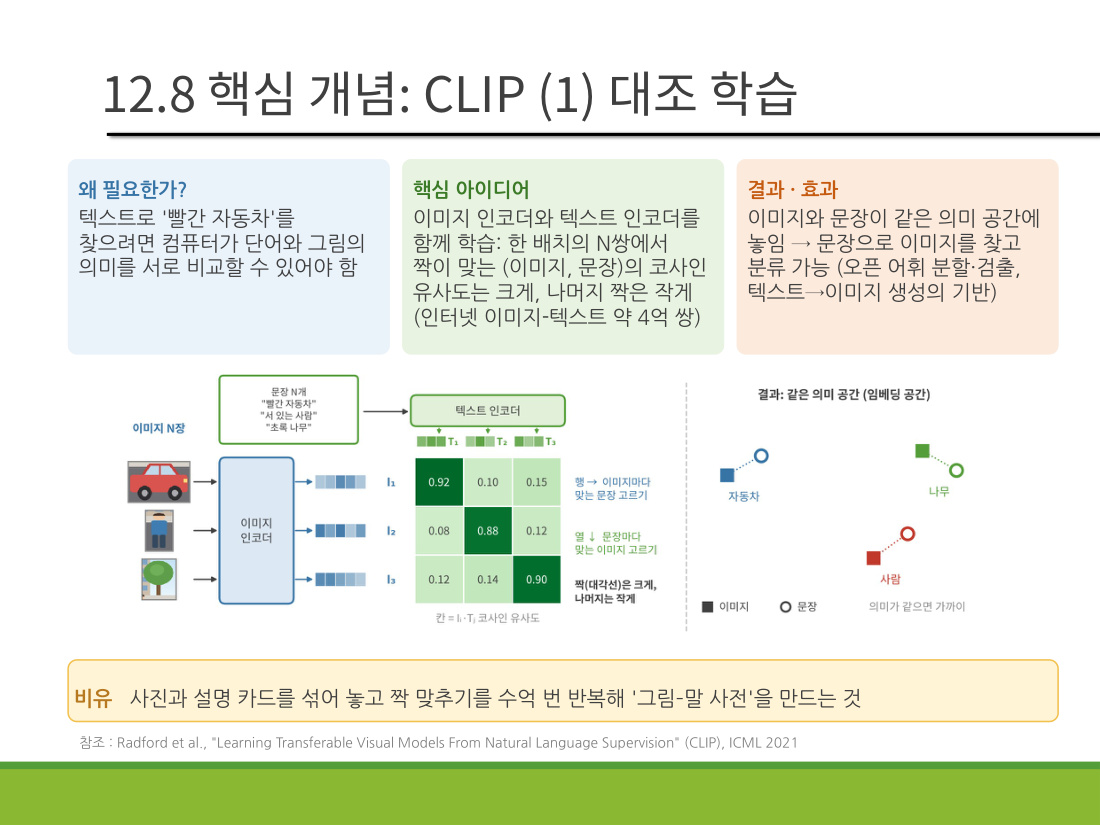 12.8 핵심 개념: CLIP (1) 대조 학습
왜 필요한가?
텍스트로 '빨간 자동차'를
찾으려면 컴퓨터가 단어와 그림의
의미를 서로 비교할 수 있어야 함
핵심 아이디어
이미지 인코더와 텍스트 인코더를
함께 학습: 한 배치의 N쌍에서
짝이 맞는 (이미지, 문장)의 코사인
유사도는 크게, 나머지 짝은 작게
(인터넷 이미지-텍스트 약 4억 쌍)
결과 · 효과
이미지와 문장이 같은 의미 공간에
놓임 → 문장으로 이미지를 찾고
분류 가능 (오픈 어휘 분할·검출,
텍스트→이미지 생성의 기반)
문장 N개
"빨간 자동차"
"서 있는 사람"
"초록 나무"
텍스트 인코더
이미지 N장
T₁ T₂ T₃
이미지
인코더
I₁
I₂
I₃
0.92 0.10 0.15
0.08 0.88 0.12
0.12 0.14 0.90
칸 = Iᵢ·Tⱼ 코사인 유사도
행 → 이미지마다
맞는 문장 고르기
열 ↓ 문장마다
맞는 이미지 고르기
짝(대각선)은 크게,
나머지는 작게
결과: 같은 의미 공간 (임베딩 공간)
자동차
나무
사람
이미지 문장 의미가 같으면 가까이
비유 사진과 설명 카드를 섞어 놓고 짝 맞추기를 수억 번 반복해 '그림-말 사전'을 만드는 것
참조 : Radford et al., "Learning Transferable Visual Models From Natural Language Supervision" (CLIP), ICML 2021